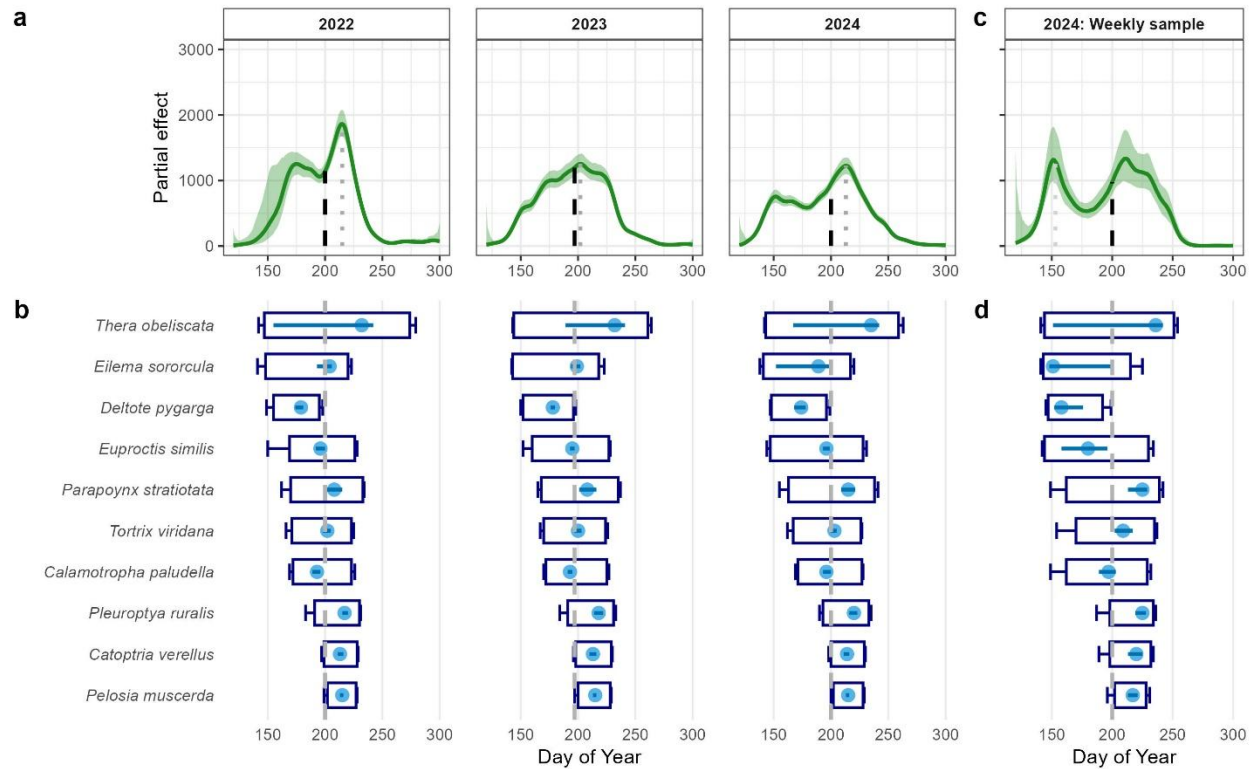 a
2022
2023
2024
c
2024: Weekly sample
Partial effect
3000
2000
1000
0
150 200 250 300
150 200 250 300
150 200 250 300
150 200 250 300
b
d
Thera obeliscata
Eilema sororcula
Deltote pygarga
Euproctis similis
Parapoynx stratiotata
Tortrix viridana
Calamotropha paludella
Pleuroptya ruralis
Catoptria verellus
Pelosia muscerda
150 200 250 300
150 200 250 300
150 200 250 300
150 200 250 300
Day of Year
Day of Year